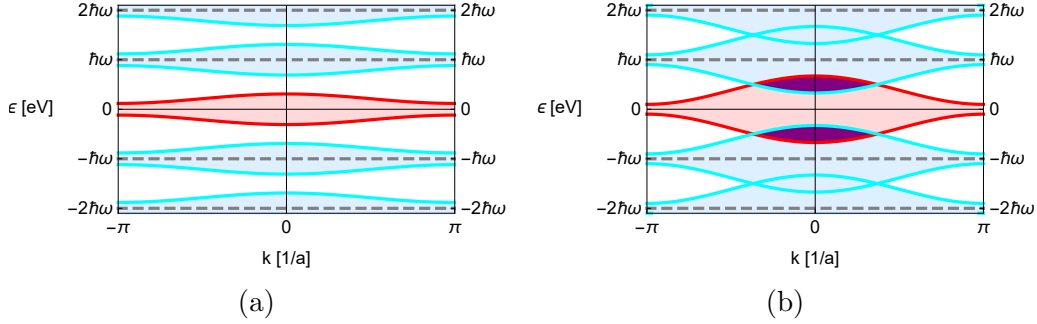 2ℏω 2ℏω 2ℏω 2ℏω
ℏω ℏω ℏω ℏω
ϵ [eV] 0 0 ϵ [eV] 0 0
-ℏω -ℏω -ℏω -ℏω
-2ℏω -2ℏω -2ℏω -2ℏω
-π 0 π -π 0 π
k [1/a] k [1/a]
(a) (b)